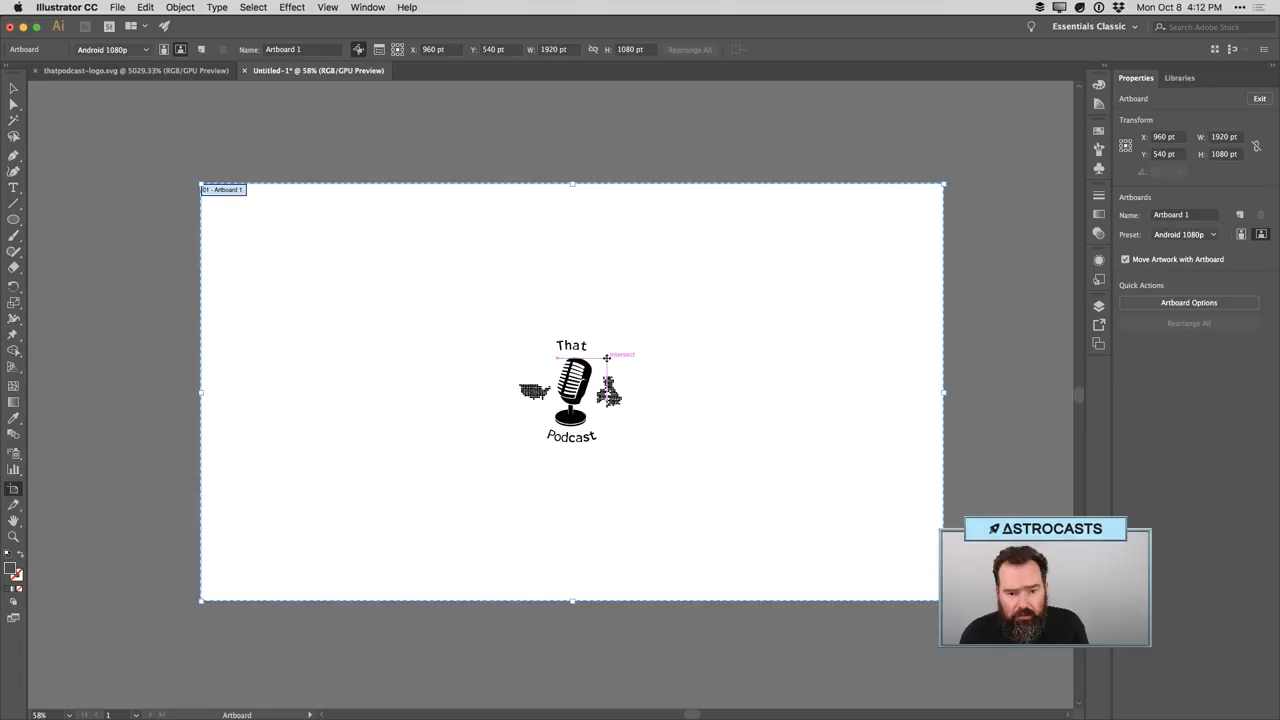 Illustrator CC File Edit Object Type Select Effect View Window Help
Mon Oct 8 4:12 PM
Ai Br St Essentials Classic Search Adobe Stock
Artboard Android 1080p Name: Artboard 1 X: 960 pt Y: 540 pt W: 1920 pt H: 1080 pt Rearrange All
thatpodcast-logo.svg @ 5029.33% (RGB/GPU Preview) Untitled-1* @ 58% (RGB/GPU Preview)
Properties Libraries
Artboard Exit
Transform
X: 960 pt W: 1920 pt
Y: 540 pt H: 1080 pt
Artboards
Name: Artboard 1
Preset: Android 1080p
Move Artwork with Artboard
Quick Actions
Artboard Options
Rearrange All
01 - Artboard 1
That
intersect
Podcast
ASTROCASTS
58% 1 Artboard